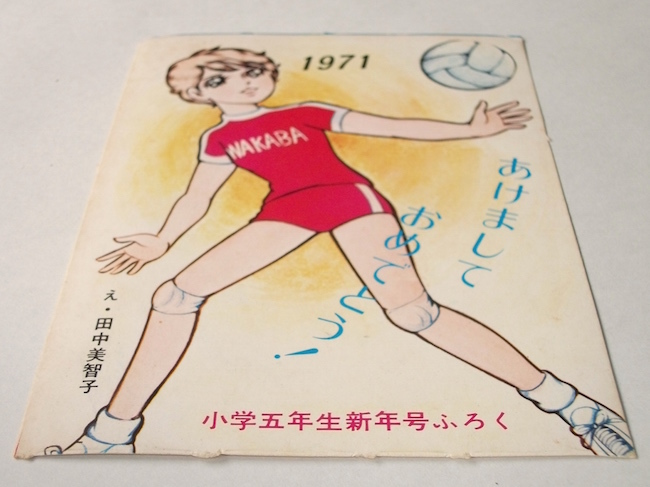 1971
WAKABA
あけまして
おめでとう!
え・田中美智子
小学五年生新年号ふろく